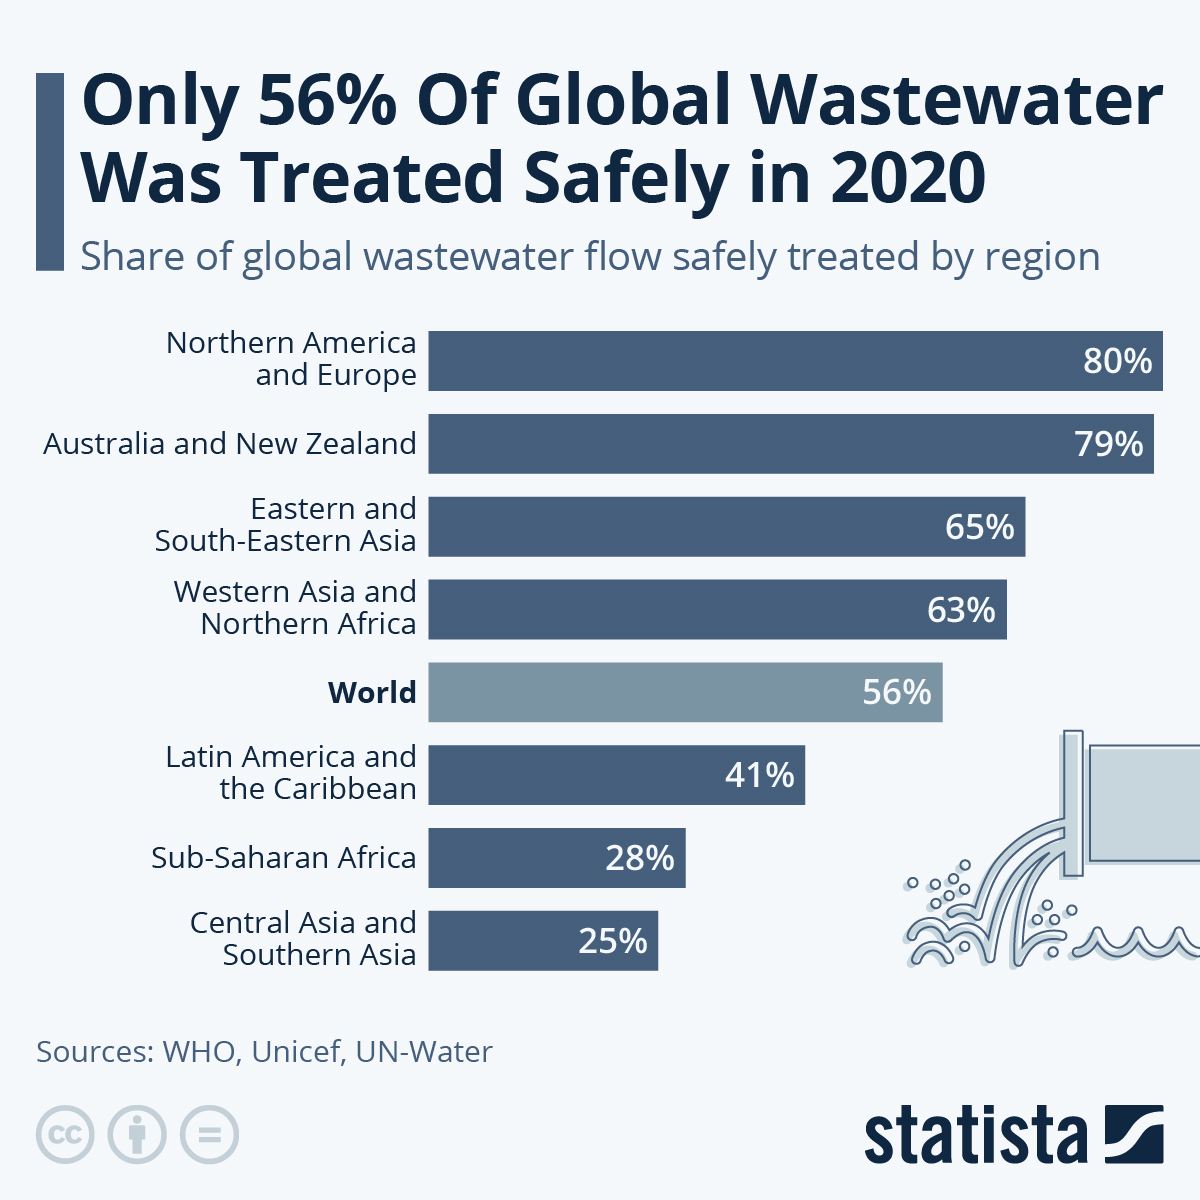 Only 56% Of Global Wastewater
Was Treated Safely in 2020
Share of global wastewater flow safely treated by region
Northern America
and Europe
80%
Australia and New Zealand
79%
Eastern and
South-Eastern Asia
65%
Western Asia and
Northern Africa
63%
World
56%
Latin America and
the Caribbean
41%
Sub-Saharan Africa
28%
Central Asia and
Southern Asia
25%
Sources: WHO, Unicef, UN-Water
cc
statista